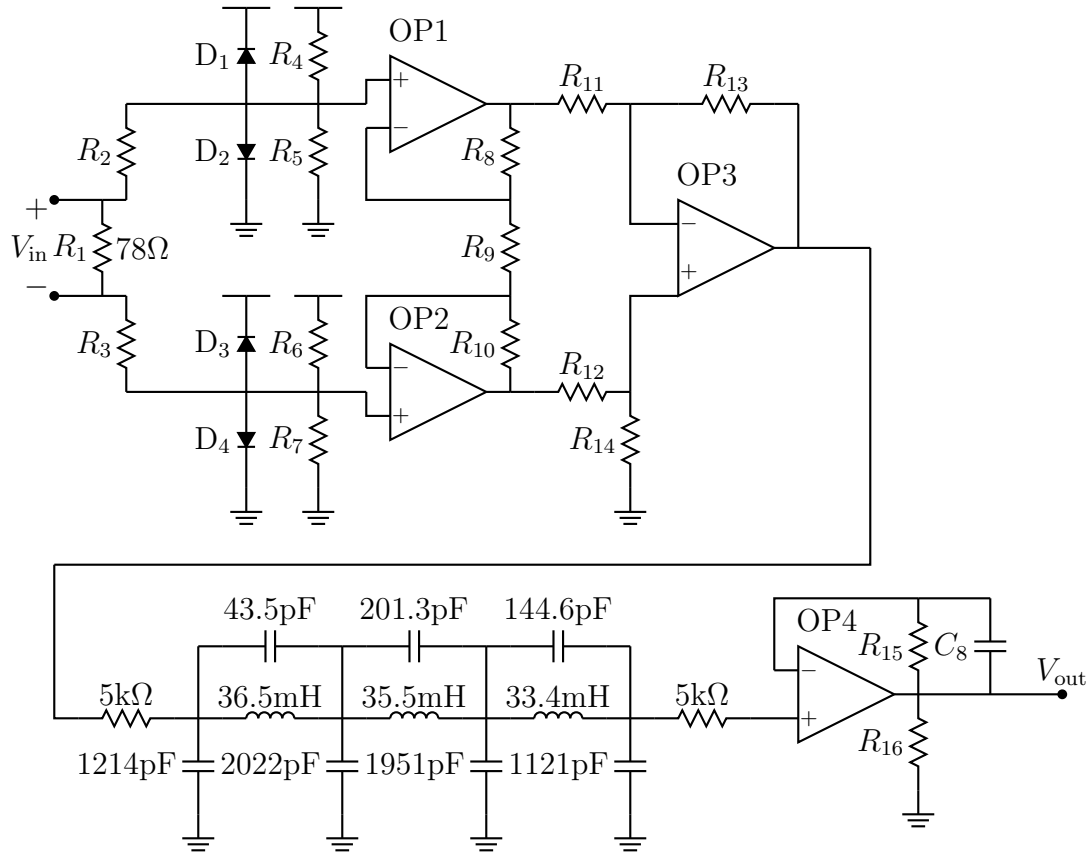 OP1
D1
R4
R11
R13
+
−
R2
D2
R5
R8
OP3
+
Vin
R1
78Ω
−
R9
−
+
OP2
R3
D3
R6
R10
R12
−
+
D4
R7
R14
43.5pF
201.3pF
144.6pF
OP4
R15
C8
Vout
5kΩ
36.5mH
35.5mH
33.4mH
5kΩ
−
+
1214pF
2022pF
1951pF
1121pF
R16